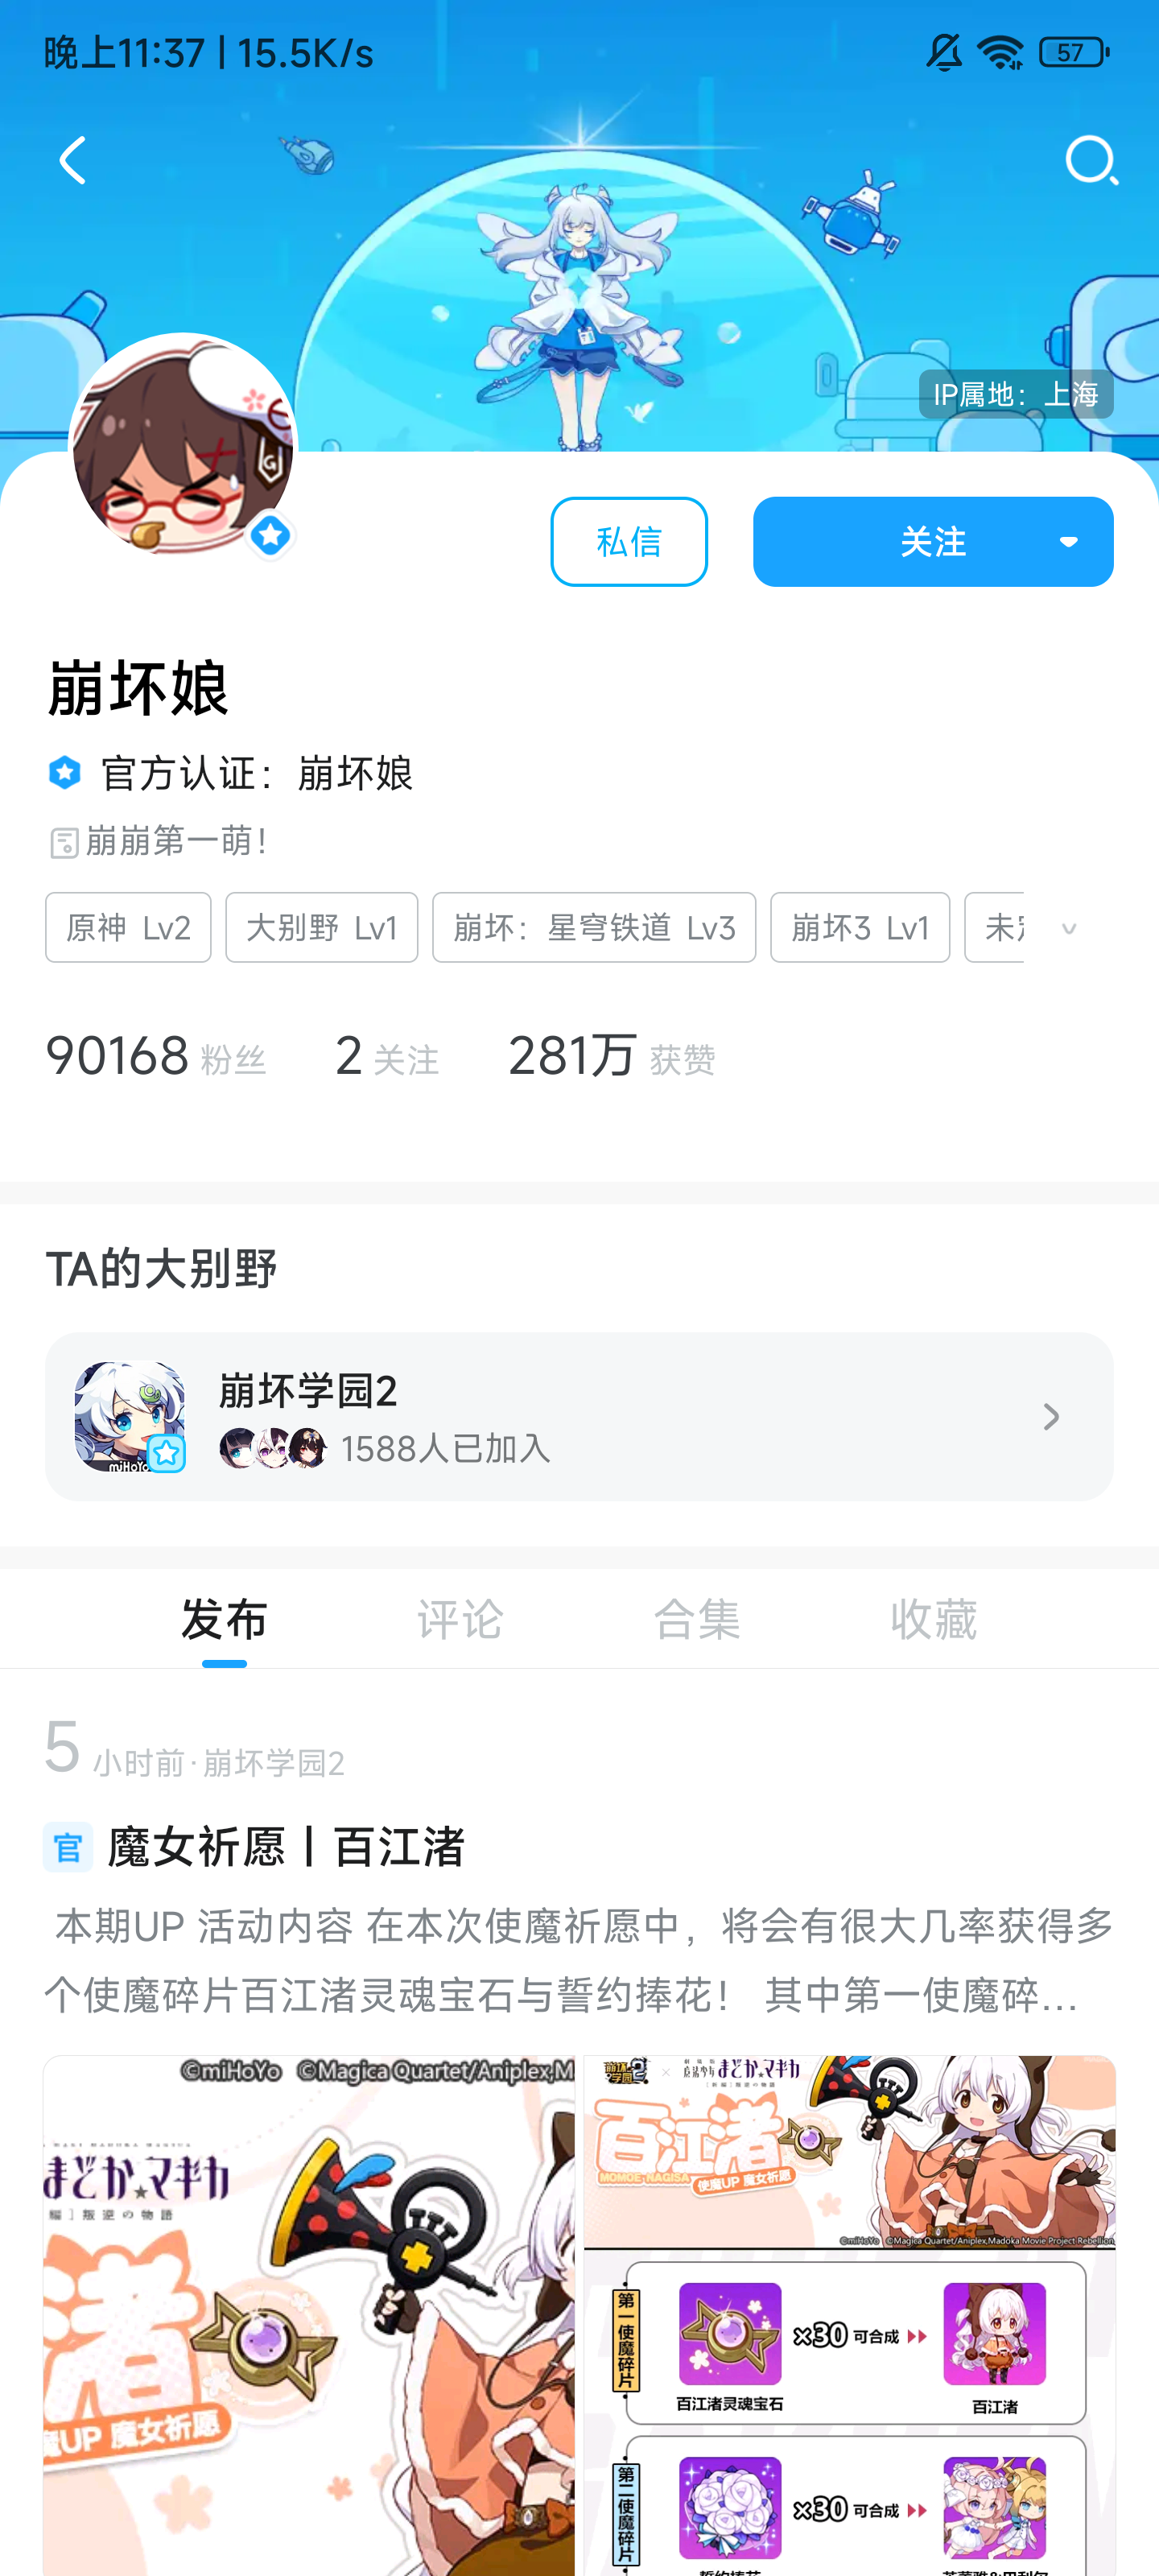 晚上11:37 | 15.5K/s
57
IP属地：上海
私信
关注
崩坏娘
官方认证：崩坏娘
崩崩第一萌！
原神 Lv2
大别野 Lv1
崩坏：星穹铁道 Lv3
崩坏3 Lv1
未
90168 粉丝
2 关注
281万 获赞
TA的大别野
miHoYo
崩坏学园2
1588人已加入
发布
评论
合集
收藏
5 小时前·崩坏学园2
官 魔女祈愿丨百江渚
本期UP 活动内容 在本次使魔祈愿中，将会有很大几率获得多
个使魔碎片百江渚灵魂宝石与誓约捧花！ 其中第一使魔碎...
©miHoYo ©Magica Quartet/Aniplex,M
まどか★マギカ
編］叛逆の物語
渚
魔UP 魔女祈愿
崩坏学园2 × 劇場版 魔法少女まどか★マギカ
［新編］叛逆の物語
百江渚
MOMOE NAGISA
使魔UP 魔女祈愿
©miHoYo ©Magica Quartet/Aniplex,Madoka Movie Project Rebellion
第一使魔碎片
×30 可合成
百江渚灵魂宝石
百江渚
第二使魔碎片
×30 可合成